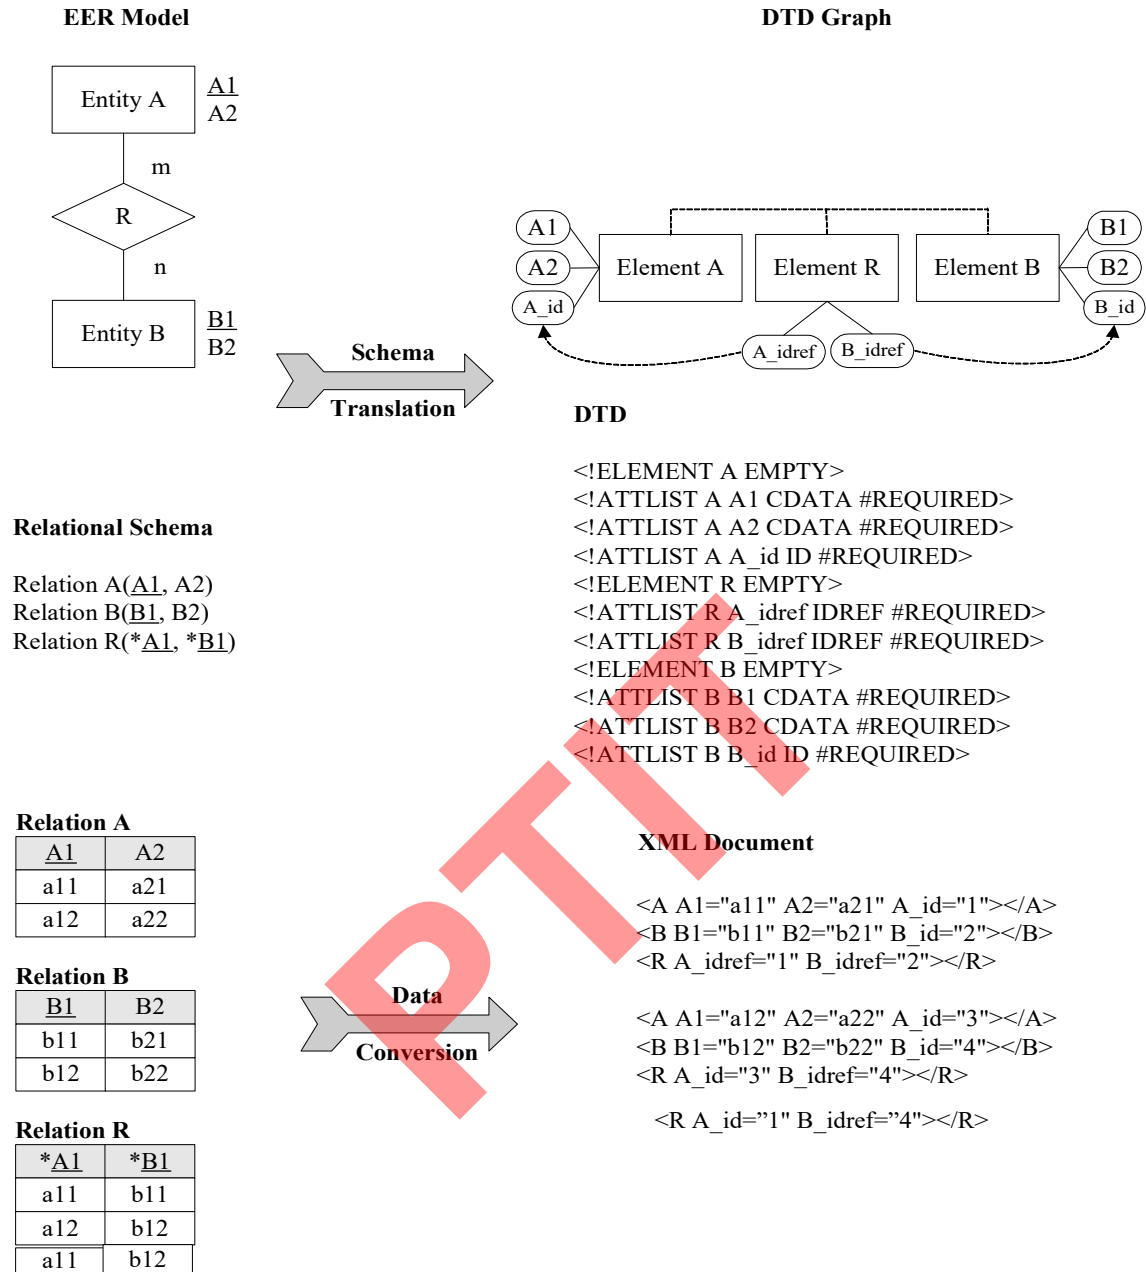 EER Model
Entity A
A1
A2
m
R
n
Entity B
B1
B2
Schema
Translation
DTD Graph
A1
A2
A_id
Element A
Element R
Element B
B1
B2
B_id
A_idref
B_idref
DTD
<!ELEMENT A EMPTY>
<!ATTLIST A A1 CDATA #REQUIRED>
<!ATTLIST A A2 CDATA #REQUIRED>
<!ATTLIST A A_id ID #REQUIRED>
<!ELEMENT R EMPTY>
<!ATTLIST R A_idref IDREF #REQUIRED>
<!ATTLIST R B_idref IDREF #REQUIRED>
<!ELEMENT B EMPTY>
<!ATTLIST B B1 CDATA #REQUIRED>
<!ATTLIST B B2 CDATA #REQUIRED>
<!ATTLIST B B_id ID #REQUIRED>
Relational Schema
Relation A(A1, A2)
Relation B(B1, B2)
Relation R(*A1, *B1)
Relation A
A1 A2
a11 a21
a12 a22
Relation B
B1 B2
b11 b21
b12 b22
Relation R
*A1 *B1
a11 b11
a12 b12
a11 b12
Data
Conversion
XML Document
<A A1="a11" A2="a21" A_id="1"></A>
<B B1="b11" B2="b21" B_id="2"></B>
<R A_idref="1" B_idref="2"></R>
<A A1="a12" A2="a22" A_id="3"></A>
<B B1="b12" B2="b22" B_id="4"></B>
<R A_id="3" B_idref="4"></R>
<R A_id=”1" B_idref=”4"></R>
PTIT